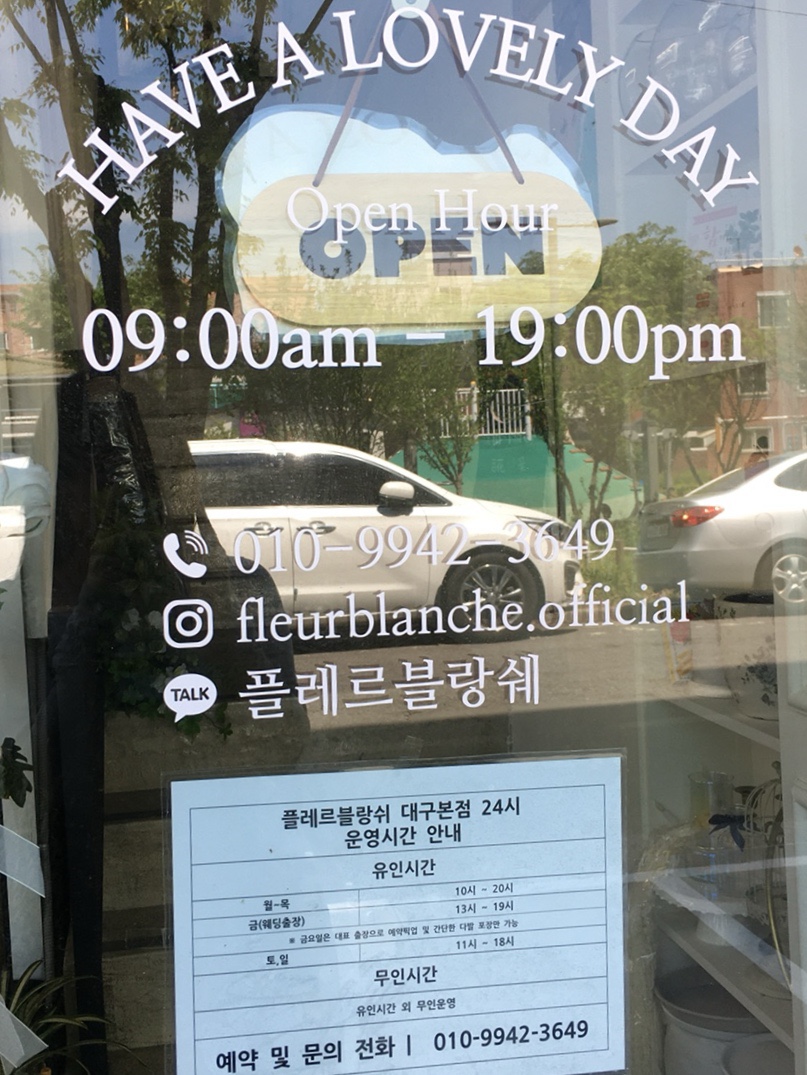 HAVE A LOVELY DAY
Open Hour
OPEN
09:00am - 19:00pm
010-9942-3649
fleurblanche.official
TALK
플레르블랑쉐
플레르블랑쉬 대구본점 24시
운영시간 안내
유인시간
월-목 10시 ~ 20시
금(웨딩출장) 13시 ~ 19시
※ 금요일은 대표 출장으로 예약픽업 및 간단한 다발 포장만 가능
토,일 11시 ~ 18시
무인시간
유인시간 외 무인운영
예약 및 문의 전화 | 010-9942-3649